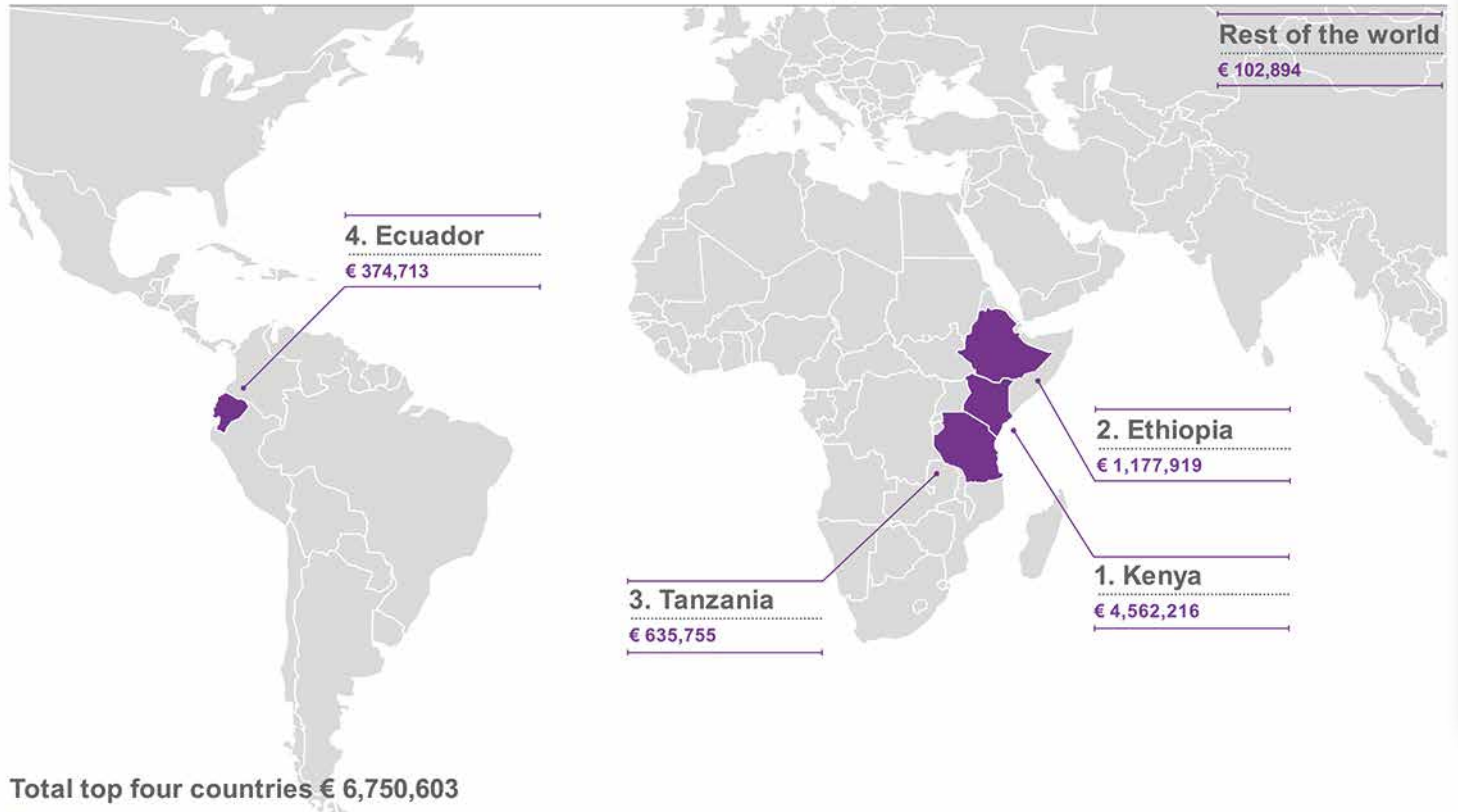 Rest of the world
€ 102,894
4. Ecuador
€ 374,713
2. Ethiopia
€ 1,177,919
1. Kenya
€ 4,562,216
3. Tanzania
€ 635,755
Total top four countries € 6,750,603